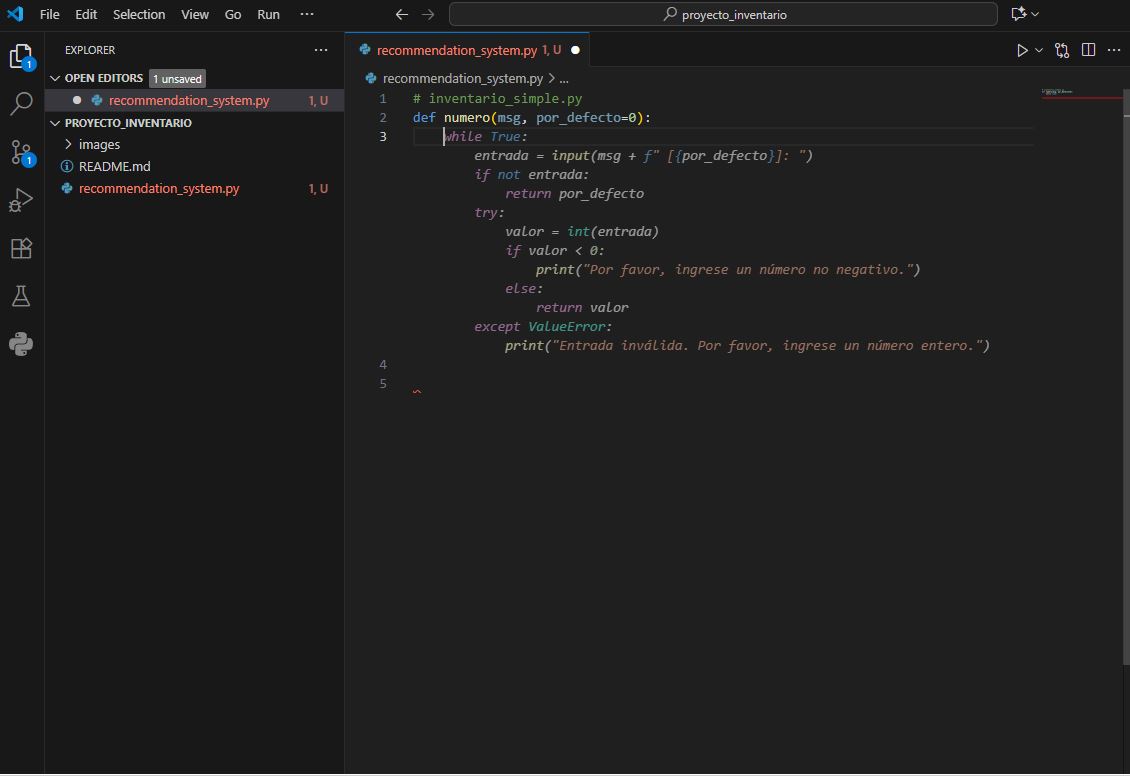 File Edit Selection View Go Run ···
proyecto_inventario
EXPLORER
OPEN EDITORS 1 unsaved
recommendation_system.py 1, U
PROYECTO_INVENTARIO
images
README.md
recommendation_system.py 1, U
1
1
recommendation_system.py 1, U
recommendation_system.py > ...
1 # inventario_simple.py
2 def numero(msg, por_defecto=0):
3 while True:
entrada = input(msg + f" [{por_defecto}]: ")
if not entrada:
return por_defecto
try:
valor = int(entrada)
if valor < 0:
print("Por favor, ingrese un número no negativo.")
else:
return valor
except ValueError:
print("Entrada inválida. Por favor, ingrese un número entero.")
4
5